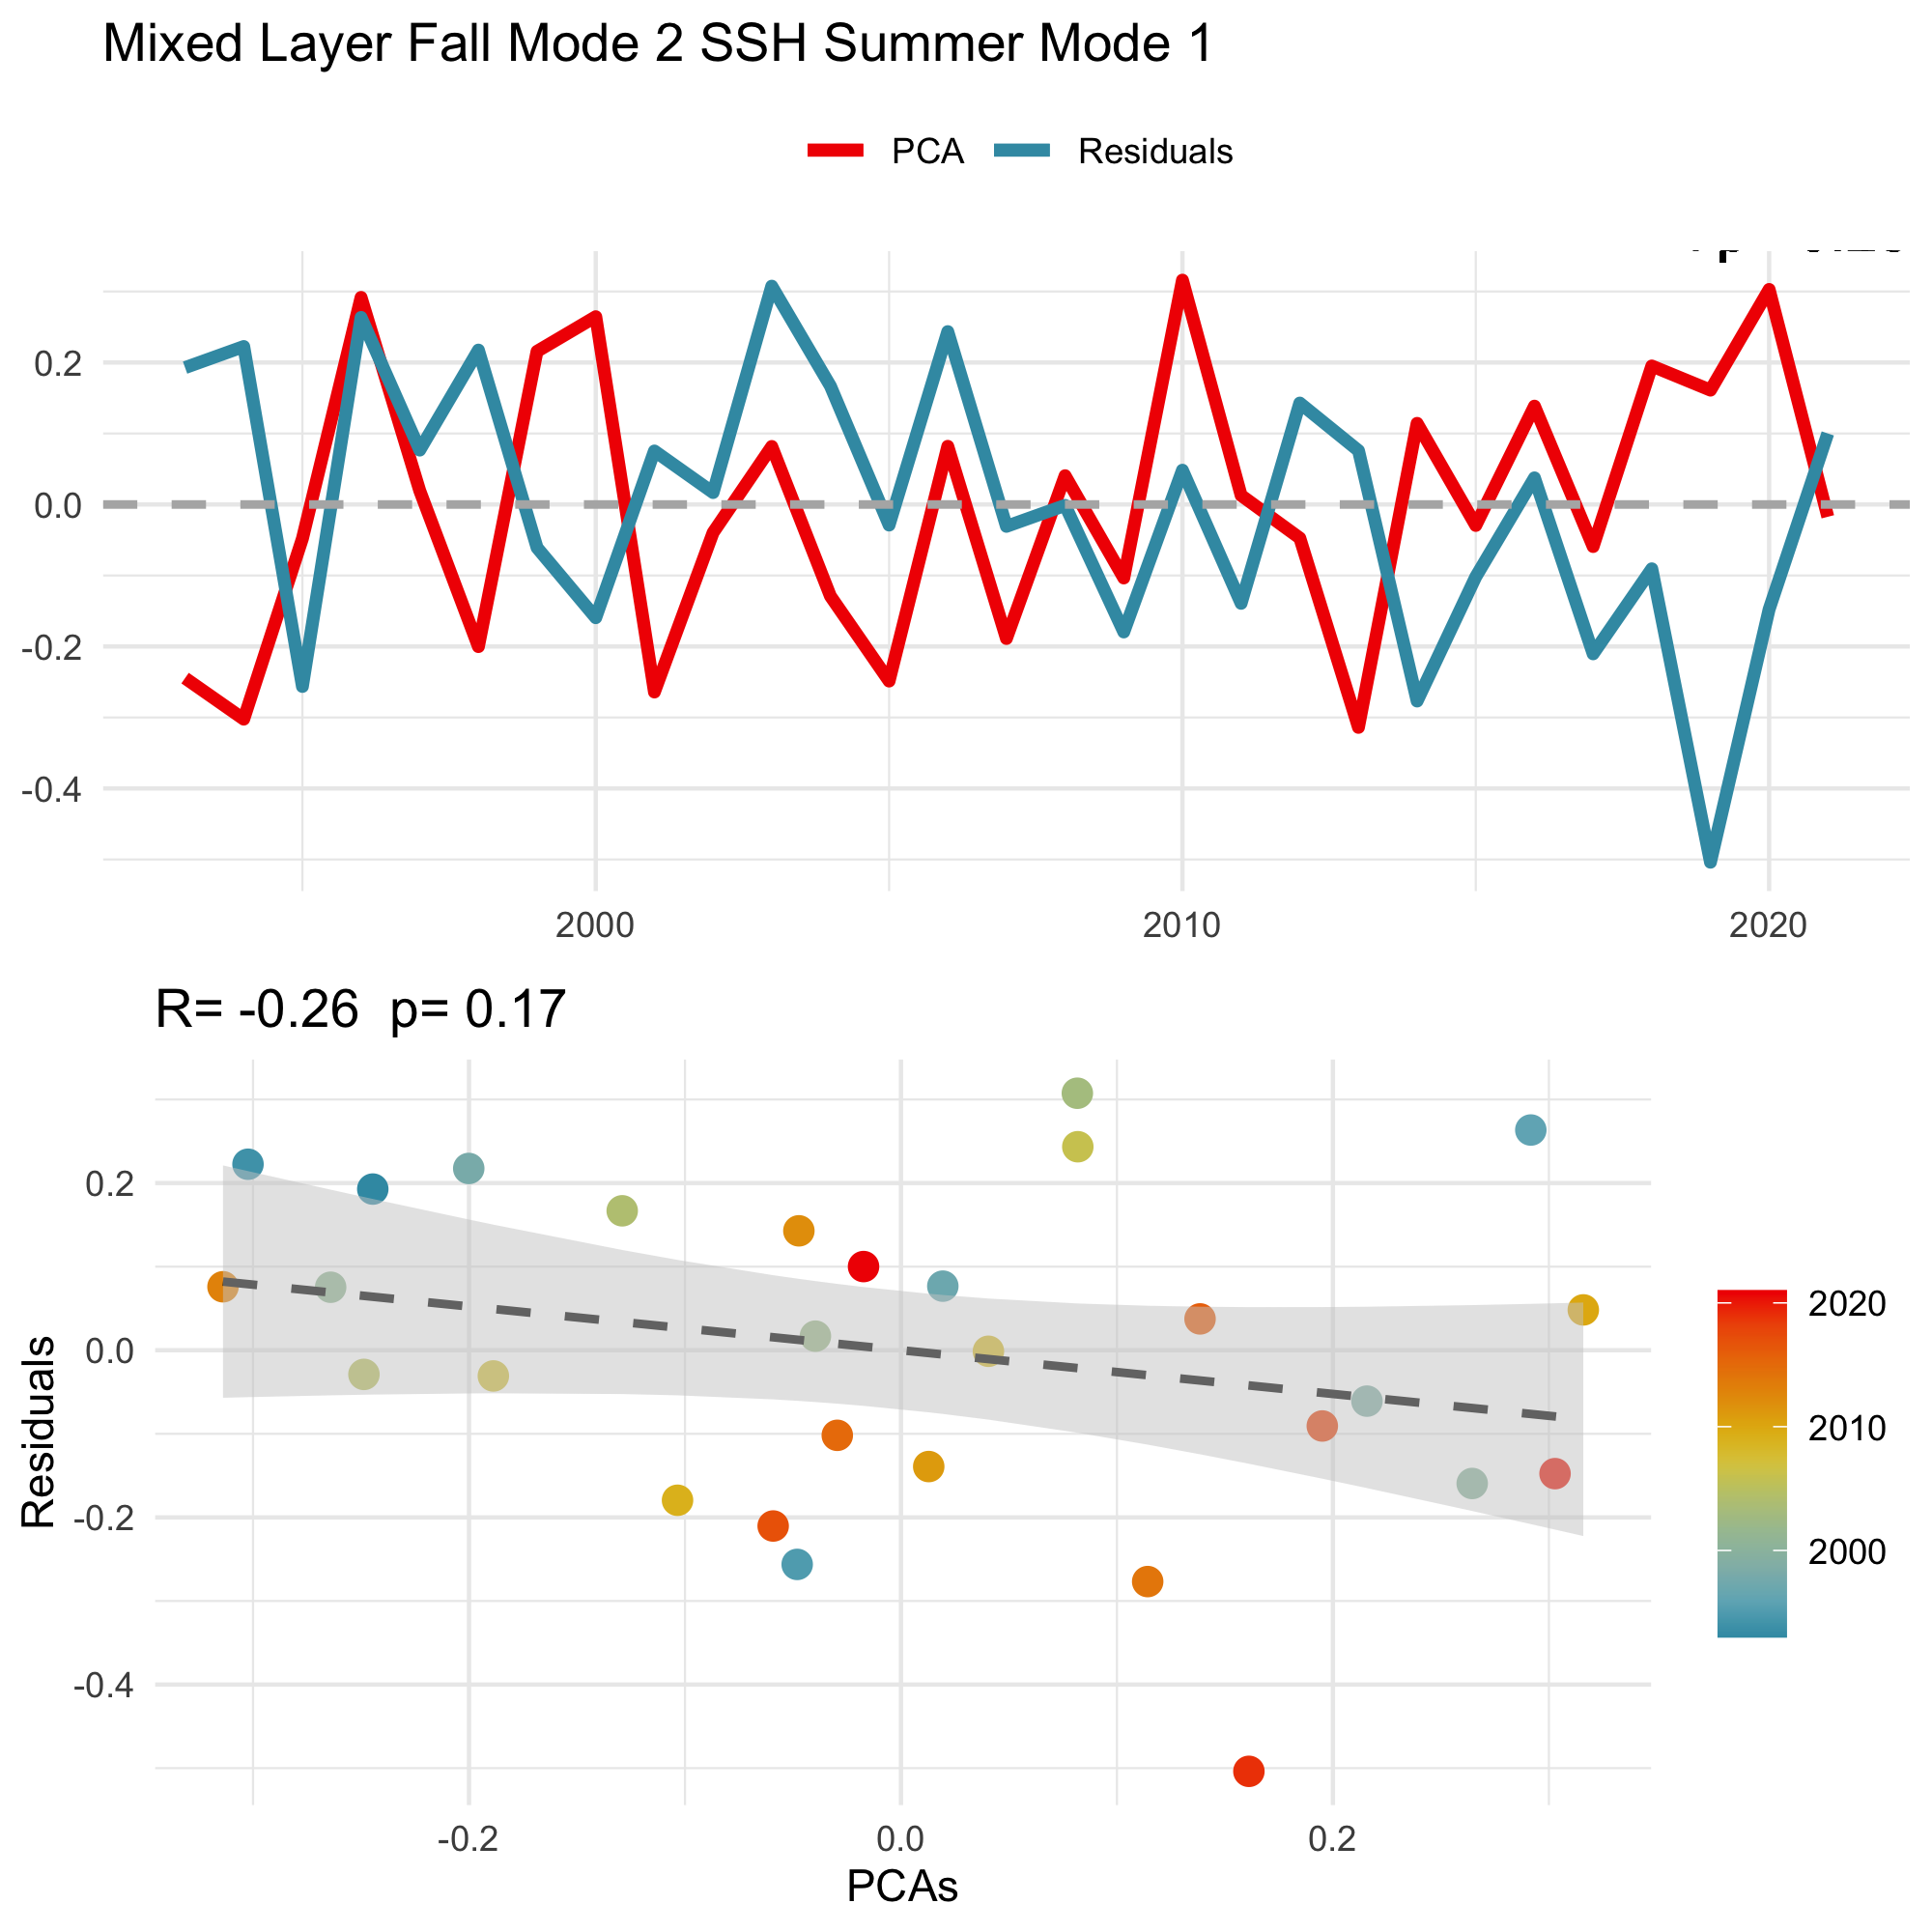 Mixed Layer Fall Mode 2 SSH Summer Mode 1
PCA Residuals
0.2
0.0
-0.2
-0.4
2000 2010 2020
R= -0.26 p= 0.17
Residuals
0.2
0.0
-0.2
-0.4
-0.2 0.0 0.2
PCAs
2020
2010
2000